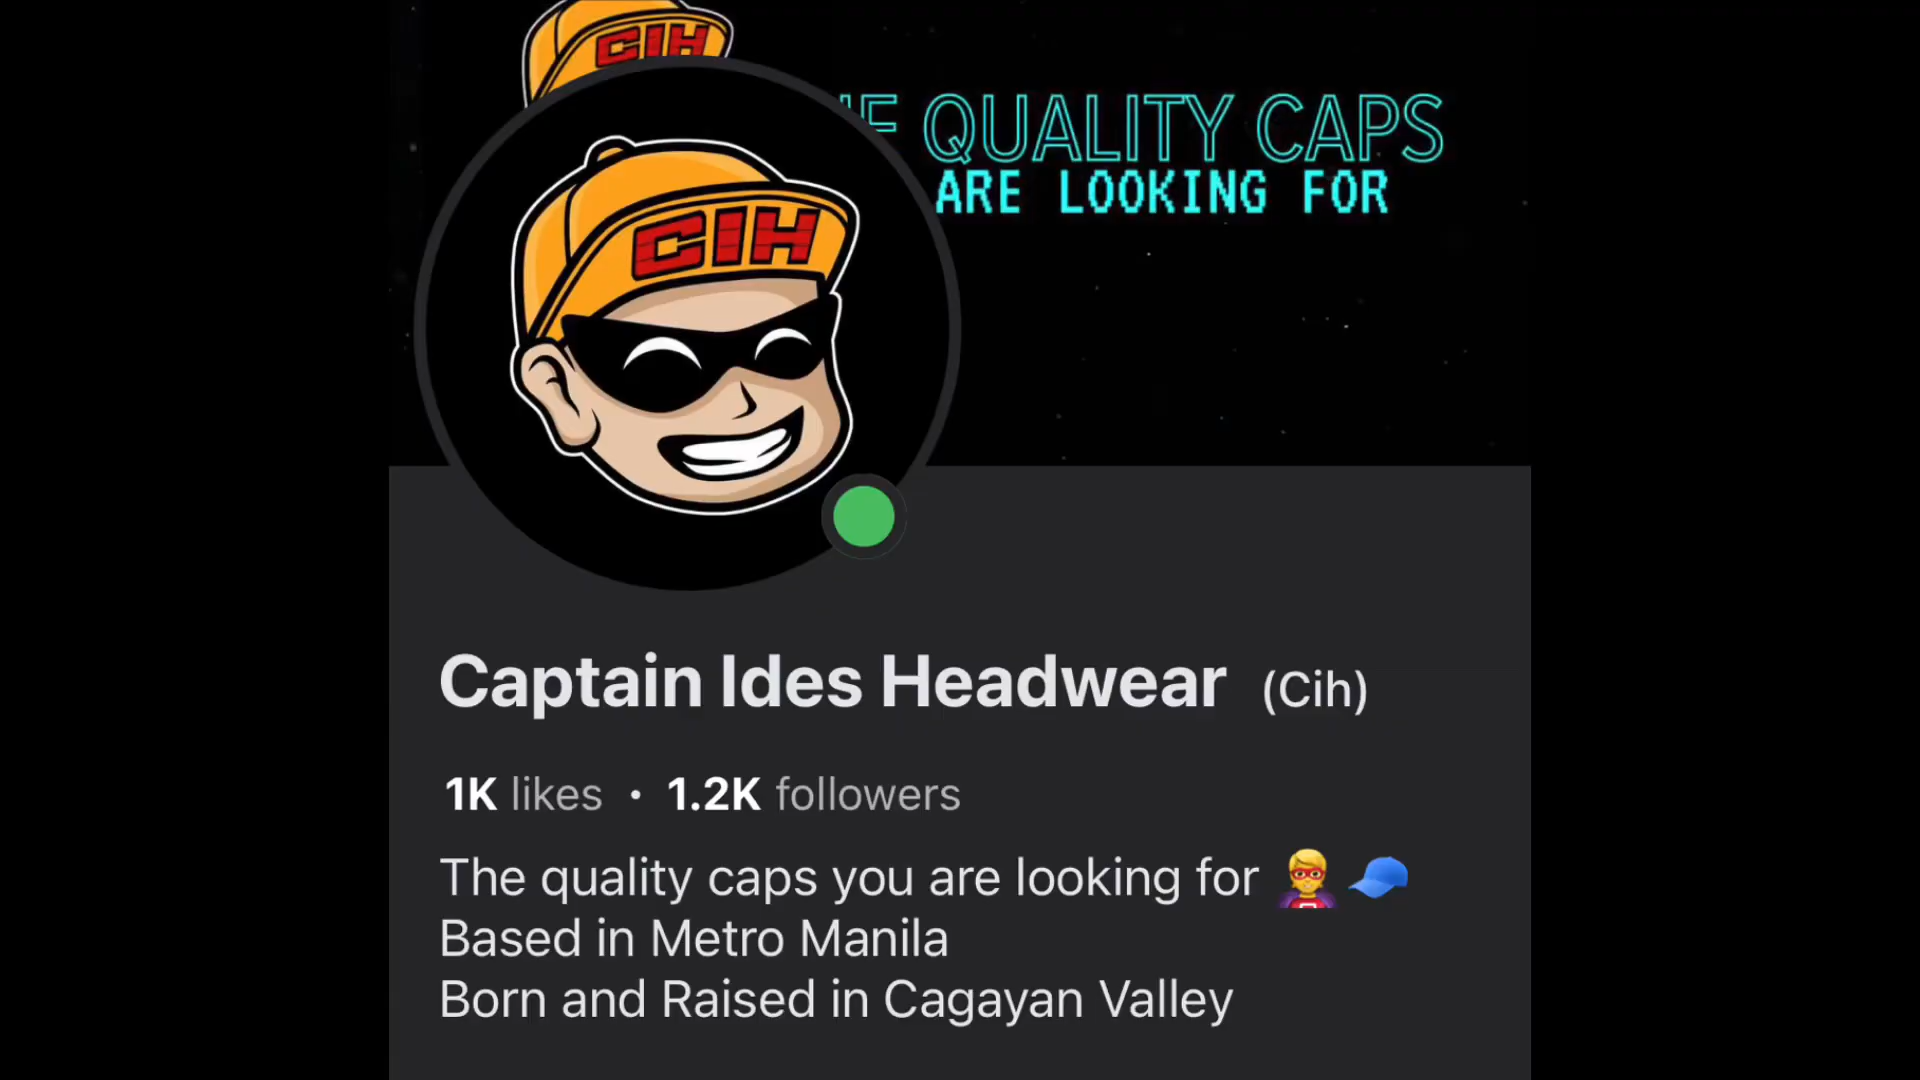 CIH
QUALITY CAPS
ARE LOOKING FOR
CIH
Captain Ides Headwear (Cih)
1K likes · 1.2K followers
The quality caps you are looking for 🦸🧢
Based in Metro Manila
Born and Raised in Cagayan Valley